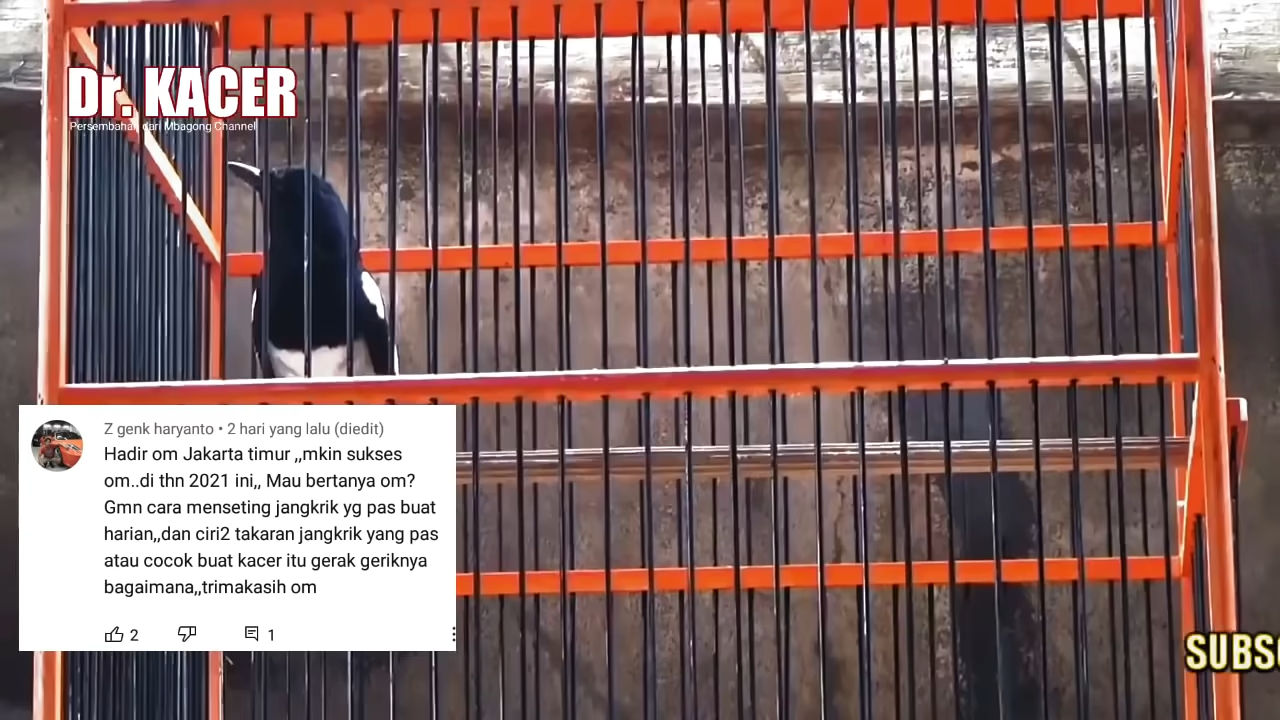 Dr. KACER
Persembahan dari Mbagong Channel
Z genk haryanto • 2 hari yang lalu (diedit)
Hadir om Jakarta timur ,,mkin sukses
om..di thn 2021 ini,, Mau bertanya om?
Gmn cara menseting jangkrik yg pas buat
harian,,dan ciri2 takaran jangkrik yang pas
atau cocok buat kacer itu gerak geriknya
bagaimana,,trimakasih om
2
1
SUBS